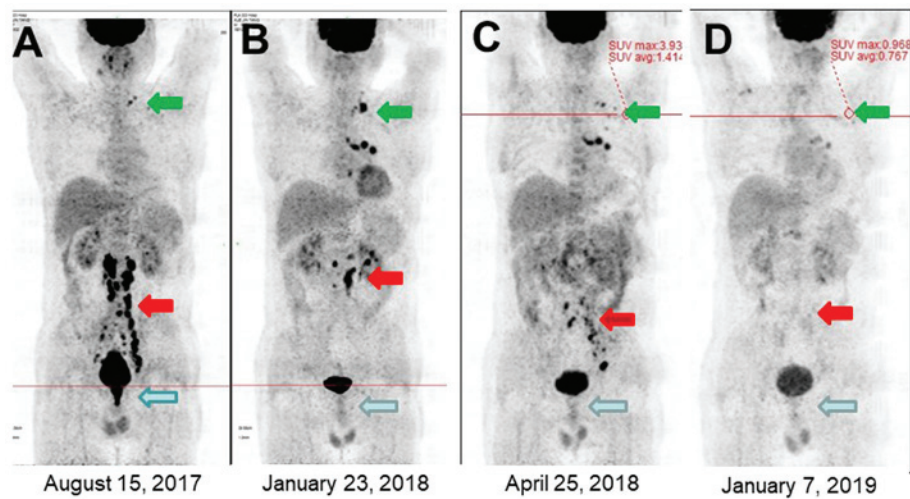 A
B
C
D
SUV max:3.93
SUV avg:1.414
SUV max:0.968
SUV avg:0.767
August 15, 2017
January 23, 2018
April 25, 2018
January 7, 2019